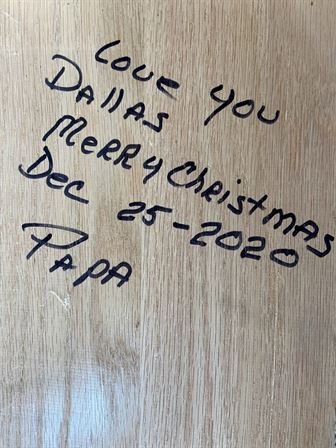 Love you
Dallas
Merry Christmas
Dec 25-2020
Papa